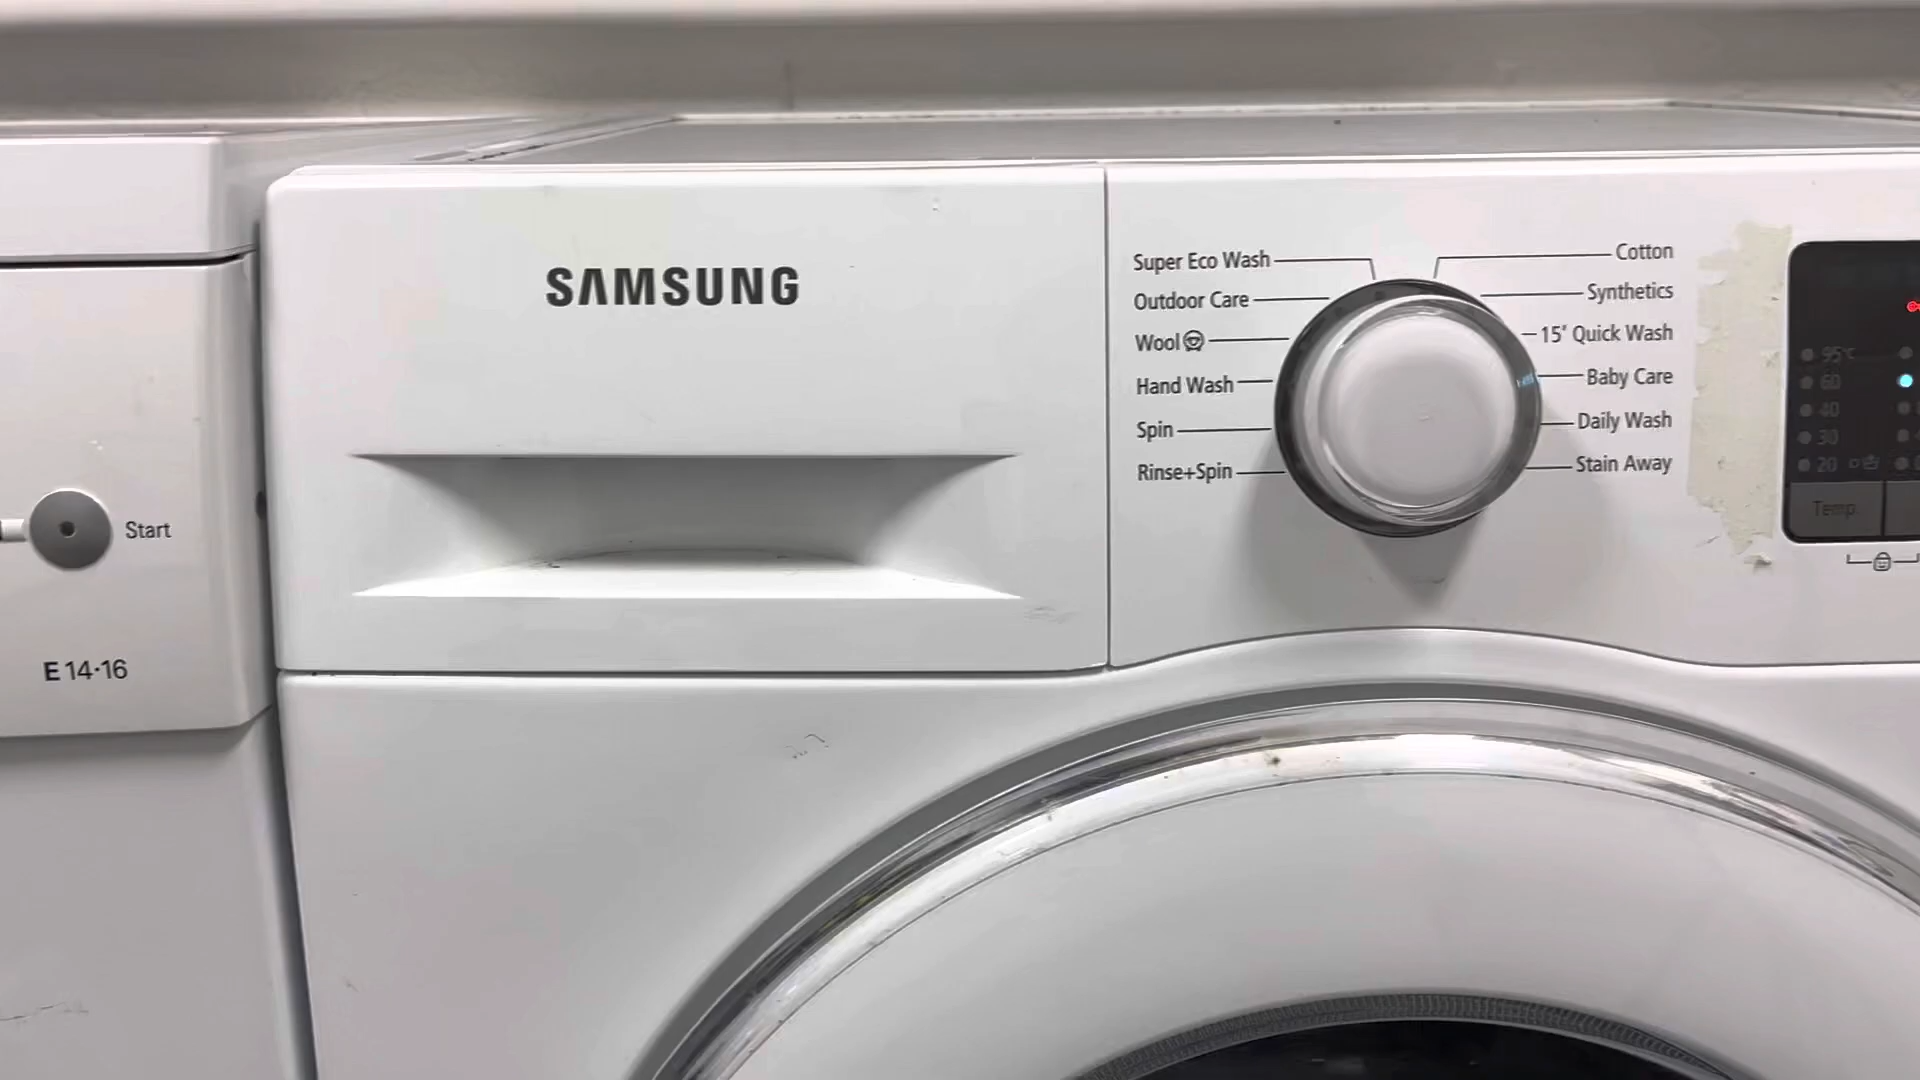 SAMSUNG
Super Eco Wash
Outdoor Care
Wool
Hand Wash
Spin
Rinse+Spin
Cotton
Synthetics
15' Quick Wash
Baby Care
Daily Wash
Stain Away
95°C
60
40
30
20
Temp.
Start
E 14·16